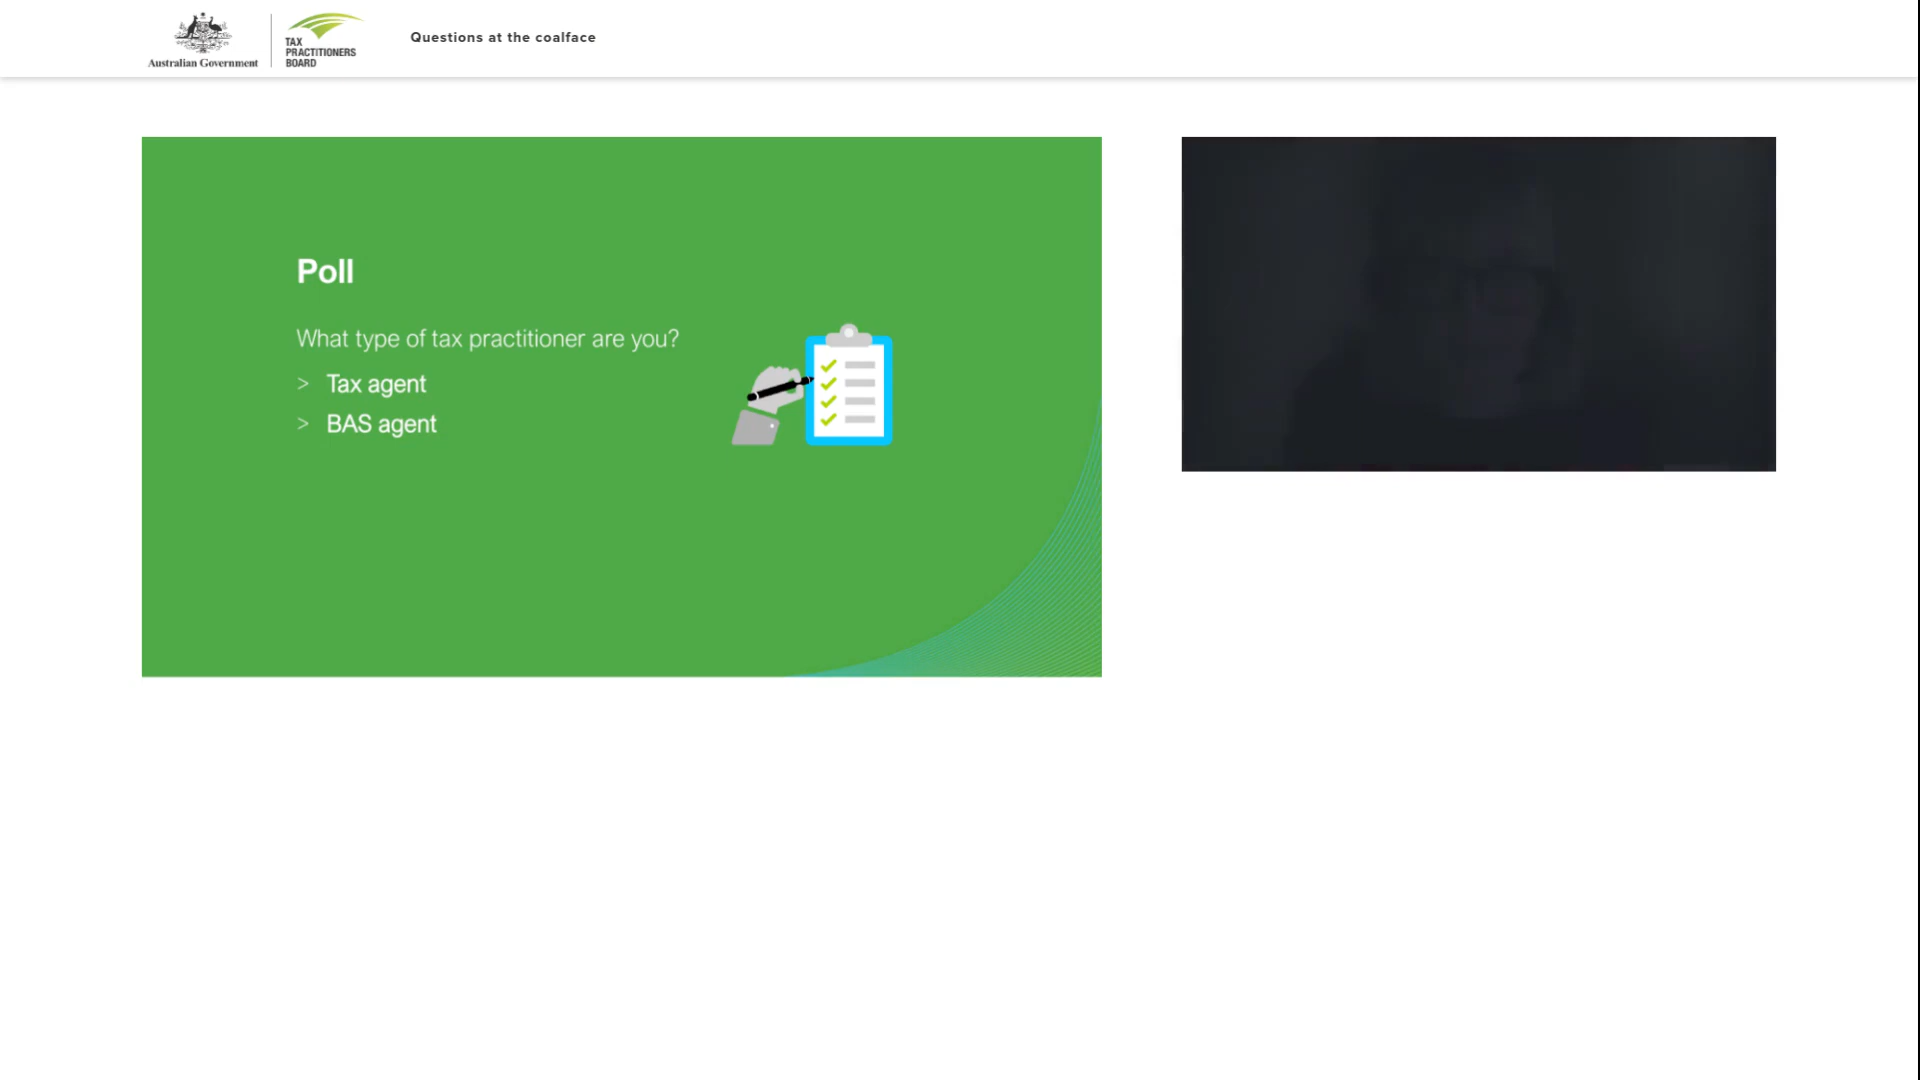 Australian Government
TAX
PRACTITIONERS
BOARD
Questions at the coalface
Poll
What type of tax practitioner are you?
> Tax agent
> BAS agent